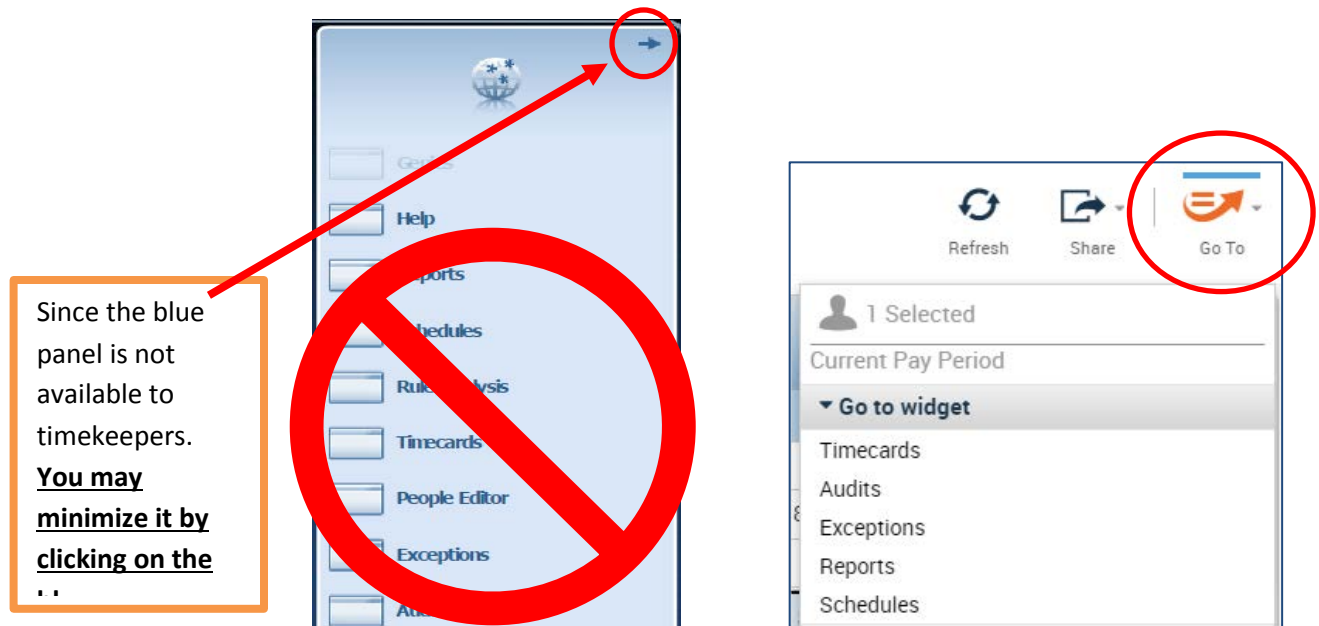 Since the blue
panel is not
available to
timekeepers.
You may
minimize it by
clicking on the
Help
Timecards
People Editor
Exceptions
Refresh
Share
Go To
1 Selected
Current Pay Period
Go to widget
Timecards
Audits
Exceptions
Reports
Schedules